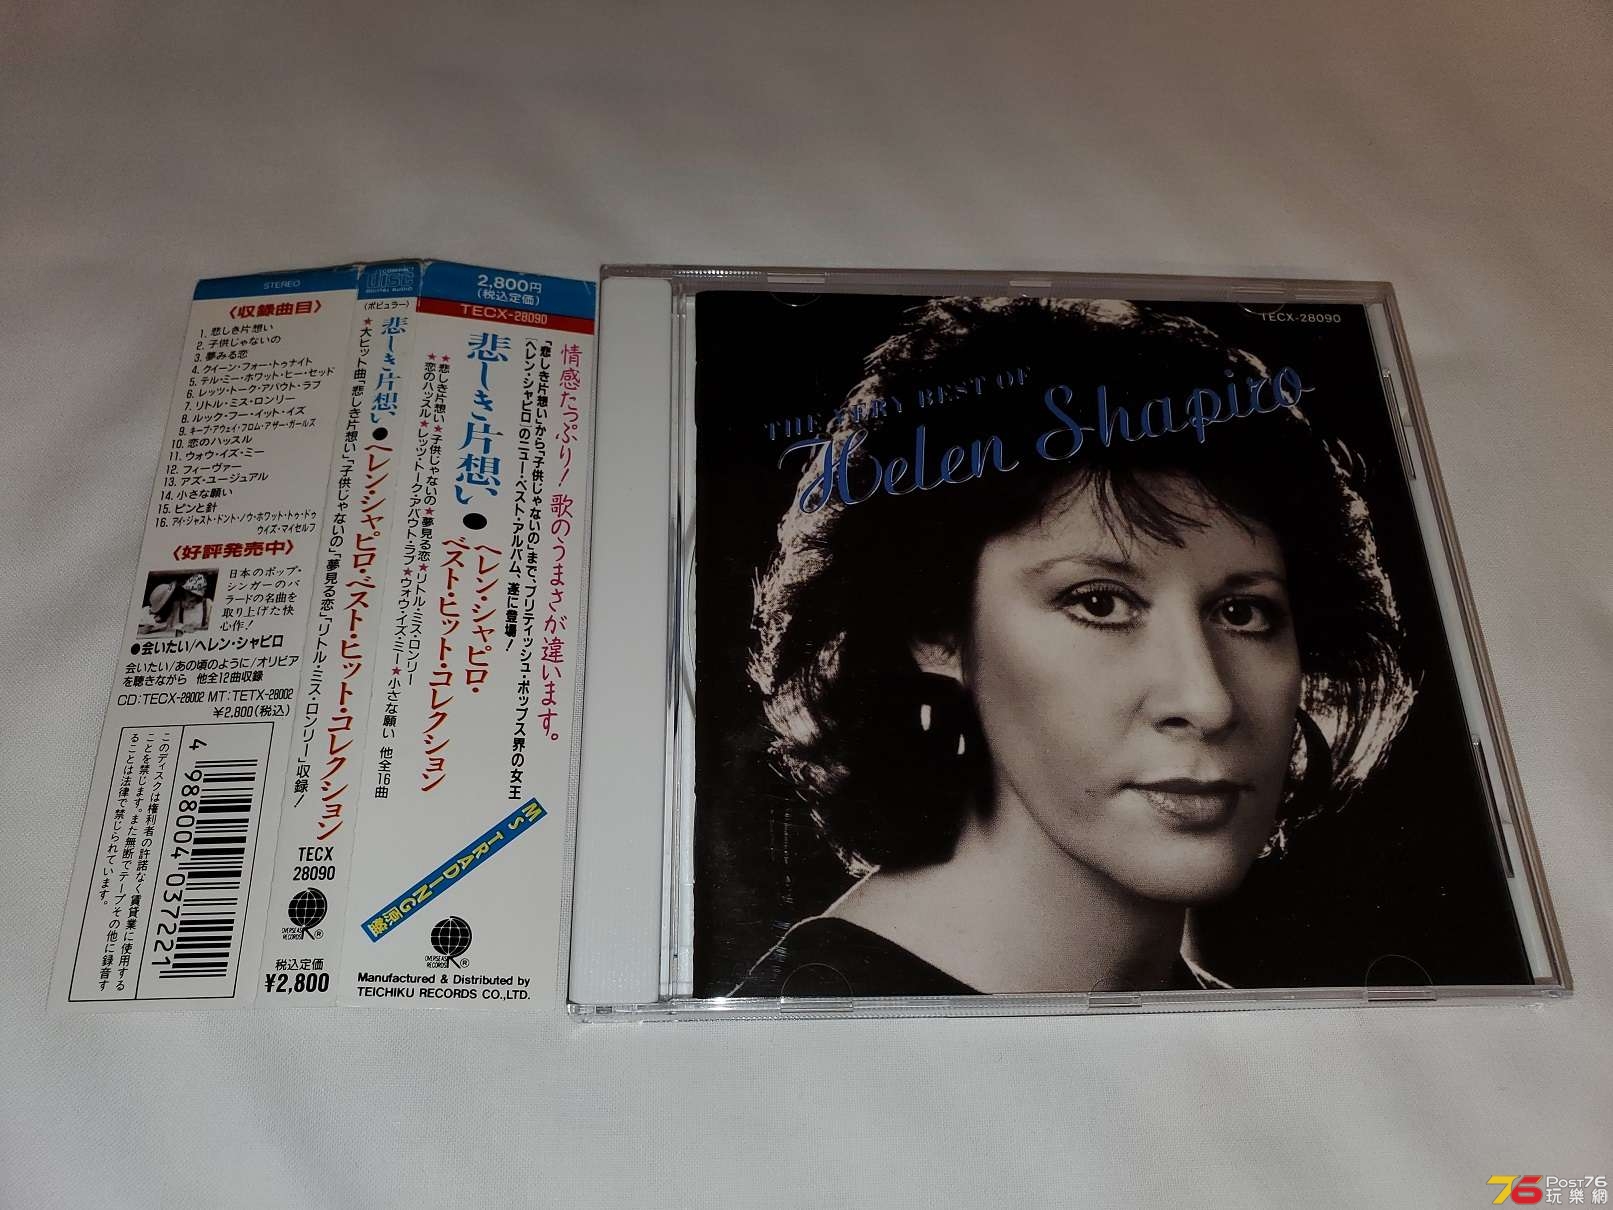 STEREO
〈収録曲目〉
1. 悲しき片想い
2. 子供じゃないの
3. 夢みる恋
4. クイーン・フォー・トゥナイト
5. テル・ミー・ホワット・ヒー・セッド
6. レッツ・トーク・アバウト・ラブ
7. リトル・ミス・ロンリー
8. ルック・フー・イット・イズ
9. キープ・アウェイ・フロム・アザー・ガールズ
10. 恋のハッスル
11. ウォウ・イズ・ミー
12. フィーヴァー
13. アズ・ユージュアル
14. 小さな願い
15. ピンと針
16. アイ・ジャスト・ドント・ノウ・ホワット・トゥ・ドゥ
ウイズ・マイセルフ
〈好評発売中〉
日本のポップ・
シンガーのバ
ラードの名曲を
取り上げた快
心作!
●会いたい/ヘレン・シャピロ
会いたい/あの頃のように/オリビア
を聴きながら 他全12曲収録
CD:TECX-28002 MT:TETX-28002
¥2,800(税込)
このディスクは権利者の許諾なく賃貸業に使用する
ことを禁じます。また無断でテープその他に録音す
ることは法律で禁じられています。
4 988004 037221
COMPACT
disc
DIGITAL AUDIO
〈ポピュラー〉
悲しき片想い●ヘレン・シャピロ・ベスト・ヒット・コレクション
★大ヒット曲「悲しき片想い」「子供じゃないの」「夢見る恋」「リトル・ミス・ロンリー」収録!
TECX
28090
OVERSEAS
RECORDS
®
税込定価
¥2,800
2,800円
(税込定価)
TECX-28090
情感たっぷり! 歌のうまさが違います。
「悲しき片想い」から「子供じゃないの」まで、ブリティッシュ・ポップス界の女王
〔ヘレン・シャピロ〕のニュー・ベスト・アルバム、遂に登場!
悲しき片想い●
ヘレン・シャピロ・
ベスト・ヒット・コレクション
★悲しき片想い★子供じゃないの★夢見る恋★リトル・ミス・ロンリー
★恋のハッスル★レッツ・トーク・アバウト・ラブ★ウォウ・イズ・ミー★小さな願い 他全16曲
MS TRADING
OVERSEAS
RECORDS
®
Manufactured & Distributed by
TEICHIKU RECORDS CO.,LTD.
TECX-28090
THE VERY BEST OF
Helen Shapiro
76 Post76
玩樂網